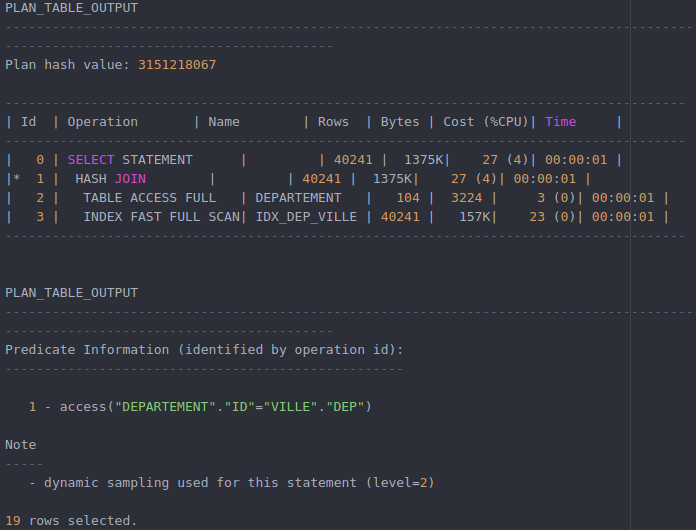 PLAN_TABLE_OUTPUT
--------------------------------------------------------------------------------
------------------------------------------
Plan hash value: 3151218067
--------------------------------------------------------------------------------
| Id  | Operation       | Name        | Rows  | Bytes | Cost (%CPU)| Time     |
--------------------------------------------------------------------------------
|   0 | SELECT STATEMENT      |         | 40241 |  1375K|    27 (4)| 00:00:01 |
|*  1 |  HASH JOIN        |         | 40241 |  1375K|    27 (4)| 00:00:01 |
|   2 |   TABLE ACCESS FULL   | DEPARTEMENT   |   104 |  3224 |     3 (0)| 00:00:01 |
|   3 |   INDEX FAST FULL SCAN| IDX_DEP_VILLE | 40241 |   157K|    23 (0)| 00:00:01 |
--------------------------------------------------------------------------------
PLAN_TABLE_OUTPUT
--------------------------------------------------------------------------------
------------------------------------------
Predicate Information (identified by operation id):
---------------------------------------------------
   1 - access("DEPARTEMENT"."ID"="VILLE"."DEP")
Note
-----
   - dynamic sampling used for this statement (level=2)
19 rows selected.